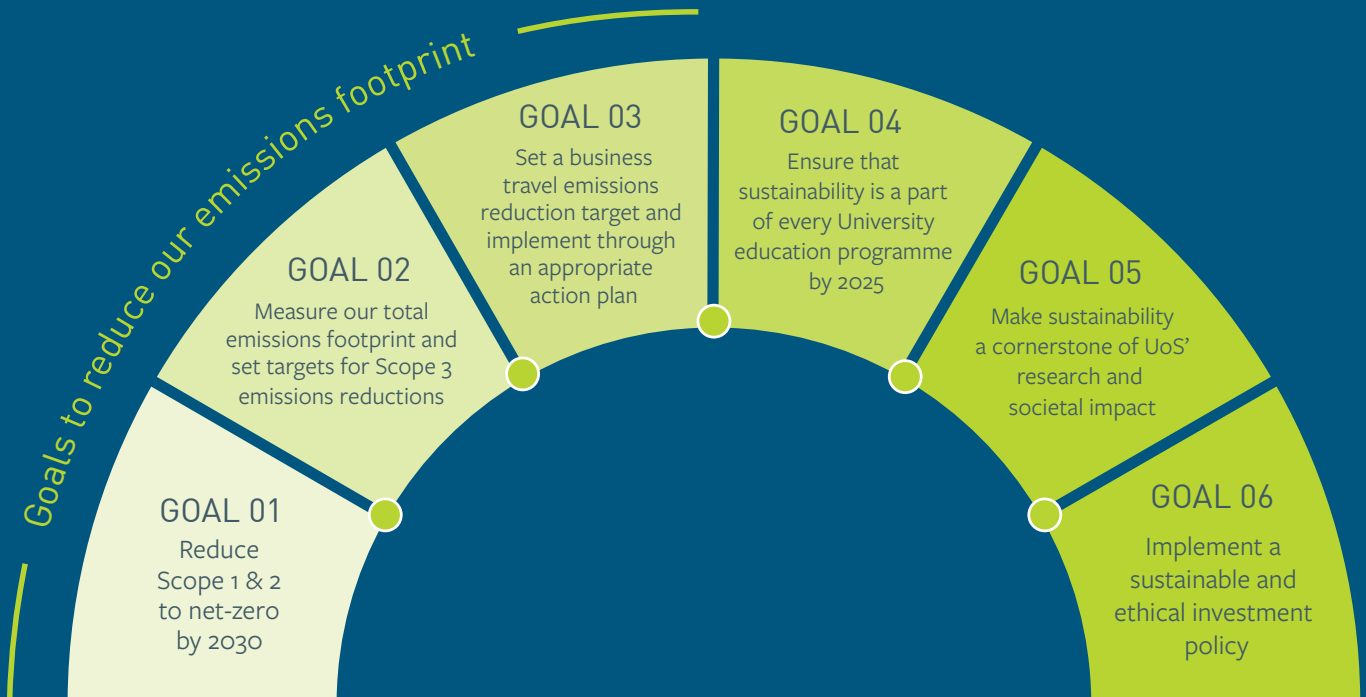 Goals to reduce our emissions footprint
GOAL 01
Reduce
Scope 1 & 2
to net-zero
by 2030
GOAL 02
Measure our total
emissions footprint and
set targets for Scope 3
emissions reductions
GOAL 03
Set a business
travel emissions
reduction target and
implement through
an appropriate
action plan
GOAL 04
Ensure that
sustainability is a part
of every University
education programme
by 2025
GOAL 05
Make sustainability
a cornerstone of UoS’
research and
societal impact
GOAL 06
Implement a
sustainable and
ethical investment
policy